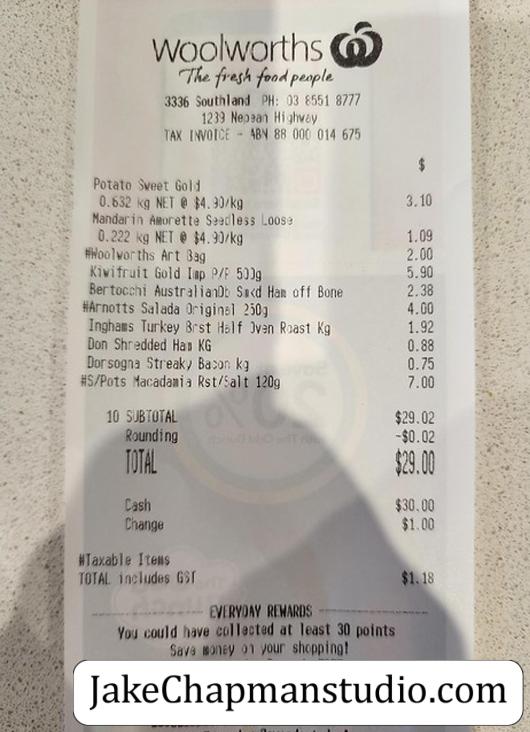 Woolworths
The fresh food people
3336 Southland PH: 03 8551 8777
1239 Nepean Highway
TAX INVOICE - ABN 88 000 014 675
$
Potato Sweet Gold
0.632 kg NET @ $4.90/kg 3.10
Mandarin Amorette Seedless Loose
0.222 kg NET @ $4.90/kg 1.09
#Woolworths Art Bag 2.00
Kiwifruit Gold Imp P/P 500g 5.90
Bertocchi AustralianDb Smkd Ham off Bone 2.38
#Arnotts Salada Original 250g 4.00
Inghams Turkey Brst Half Oven Roast Kg 1.92
Don Shredded Ham KG 0.88
Dorsogna Streaky Bacon kg 0.75
#S/Pots Macadamia Rst/Salt 120g 7.00
10 SUBTOTAL $29.02
Rounding -$0.02
TOTAL $29.00
Cash $30.00
Change $1.00
#Taxable Items
TOTAL includes GST $1.18
EVERYDAY REWARDS
You could have collected at least 30 points
Save money on your shopping!
JakeChapmanstudio.com